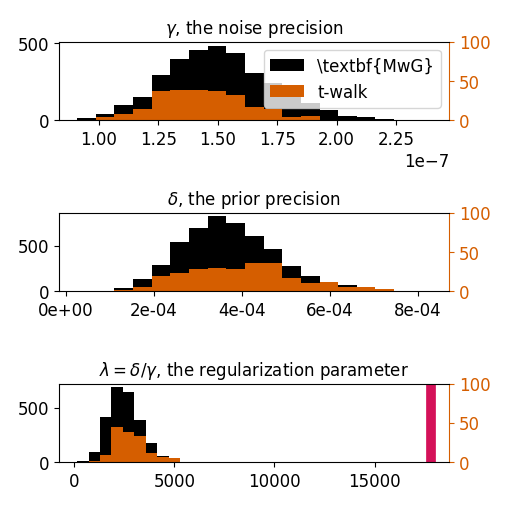 γ, the noise precision
500
0
100
50
0
\textbf{MwG}
t-walk
1.00 1.25 1.50 1.75 2.00 2.25
1e−7
δ, the prior precision
500
0
100
50
0
0e+00 2e-04 4e-04 6e-04 8e-04
λ = δ/γ, the regularization parameter
500
0
100
50
0
0 5000 10000 15000